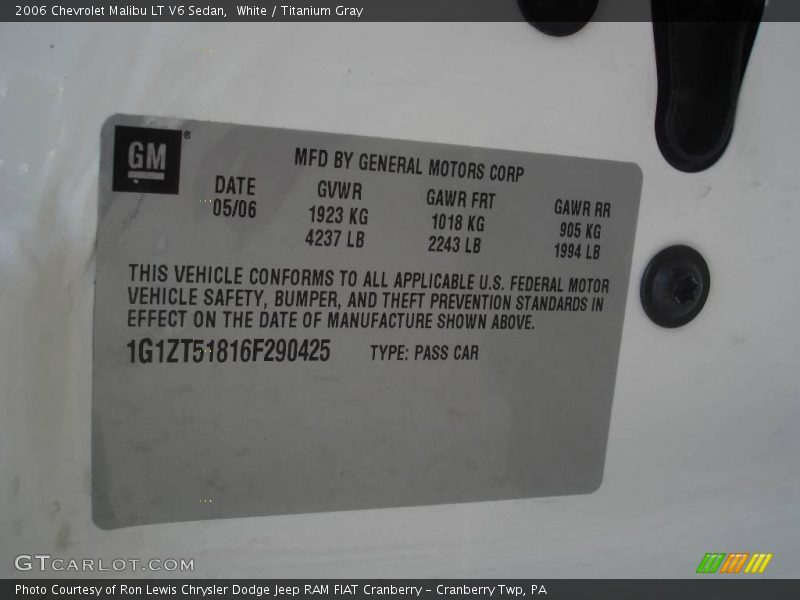 2006 Chevrolet Malibu LT V6 Sedan,  White / Titanium Gray
GM®
MFD BY GENERAL MOTORS CORP
DATE GVWR GAWR FRT GAWR RR
05/06 1923 KG 1018 KG 905 KG
4237 LB 2243 LB 1994 LB
THIS VEHICLE CONFORMS TO ALL APPLICABLE U.S. FEDERAL MOTOR
VEHICLE SAFETY, BUMPER, AND THEFT PREVENTION STANDARDS IN
EFFECT ON THE DATE OF MANUFACTURE SHOWN ABOVE.
1G1ZT51816F290425 TYPE: PASS CAR
GTCARLOT.COM
Photo Courtesy of Ron Lewis Chrysler Dodge Jeep RAM FIAT Cranberry – Cranberry Twp, PA